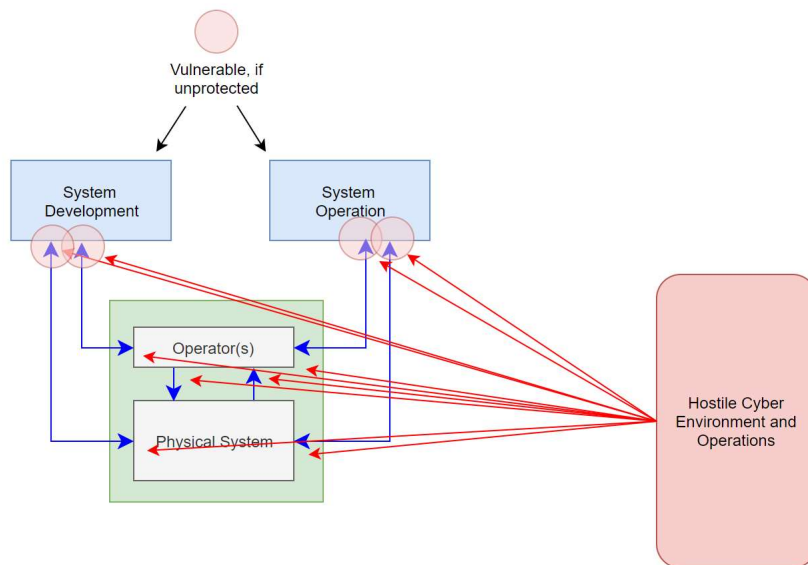 Vulnerable, if
unprotected
System
Development
System
Operation
Operator(s)
Physical System
Hostile Cyber
Environment and
Operations